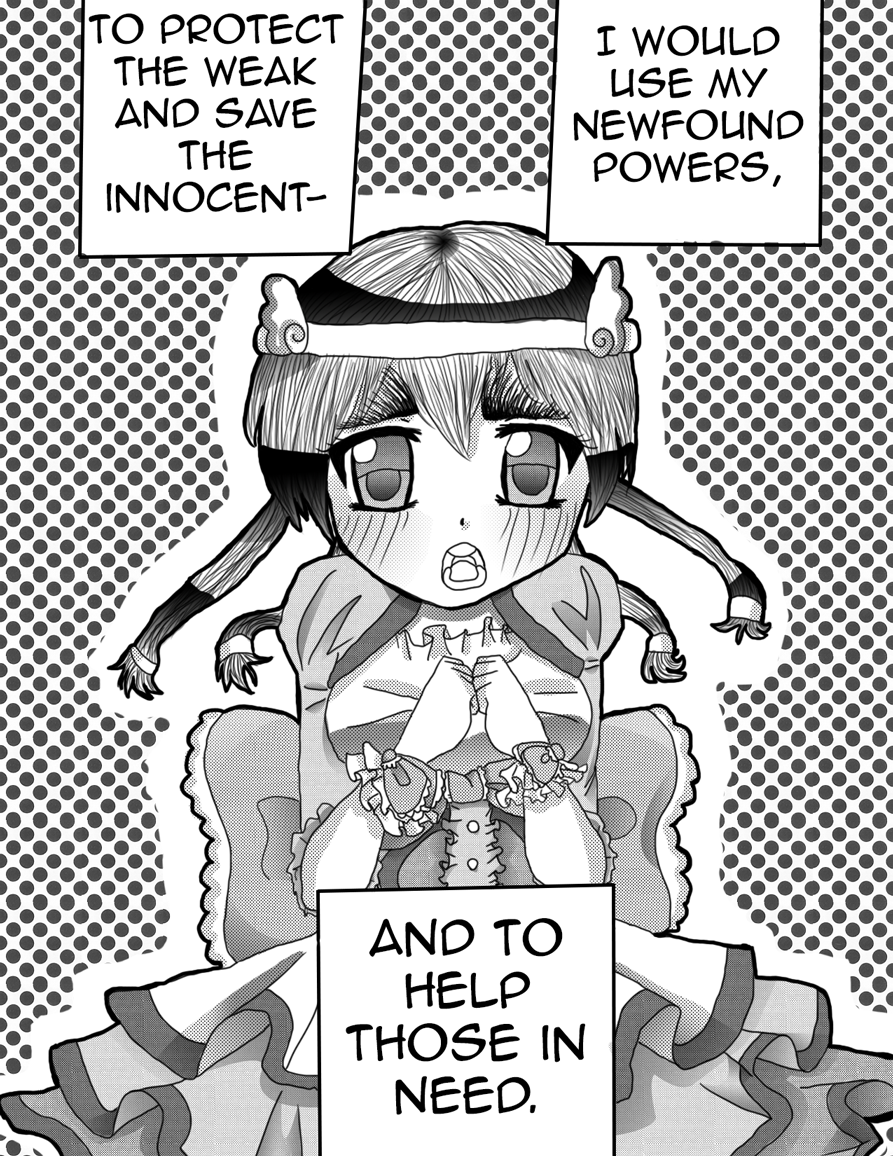 I WOULD
USE MY
NEWFOUND
POWERS,
TO PROTECT
THE WEAK
AND SAVE
THE
INNOCENT-
AND TO
HELP
THOSE IN
NEED.